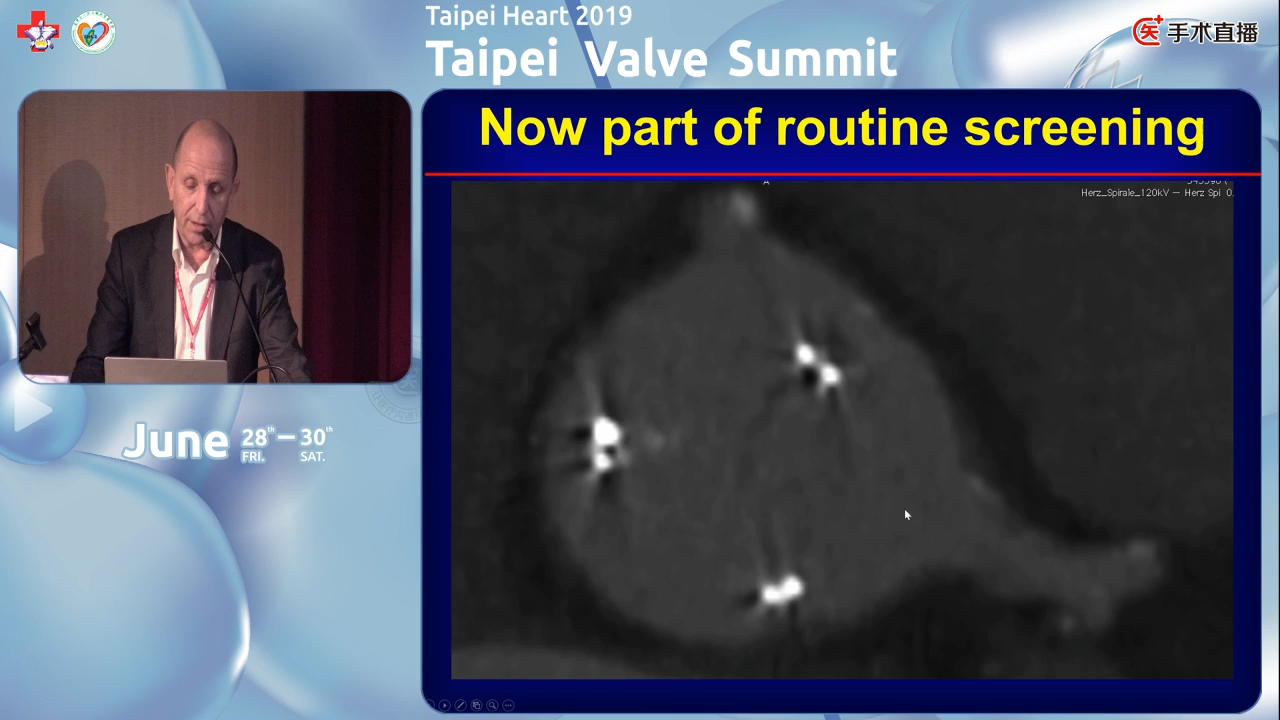 Taipei Heart 2019
Taipei Valve Summit
医 手术直播
Now part of routine screening
A
Herz_Spirale_120kV — Herz Spi 0.
June 28th — 30th
FRI. SAT.